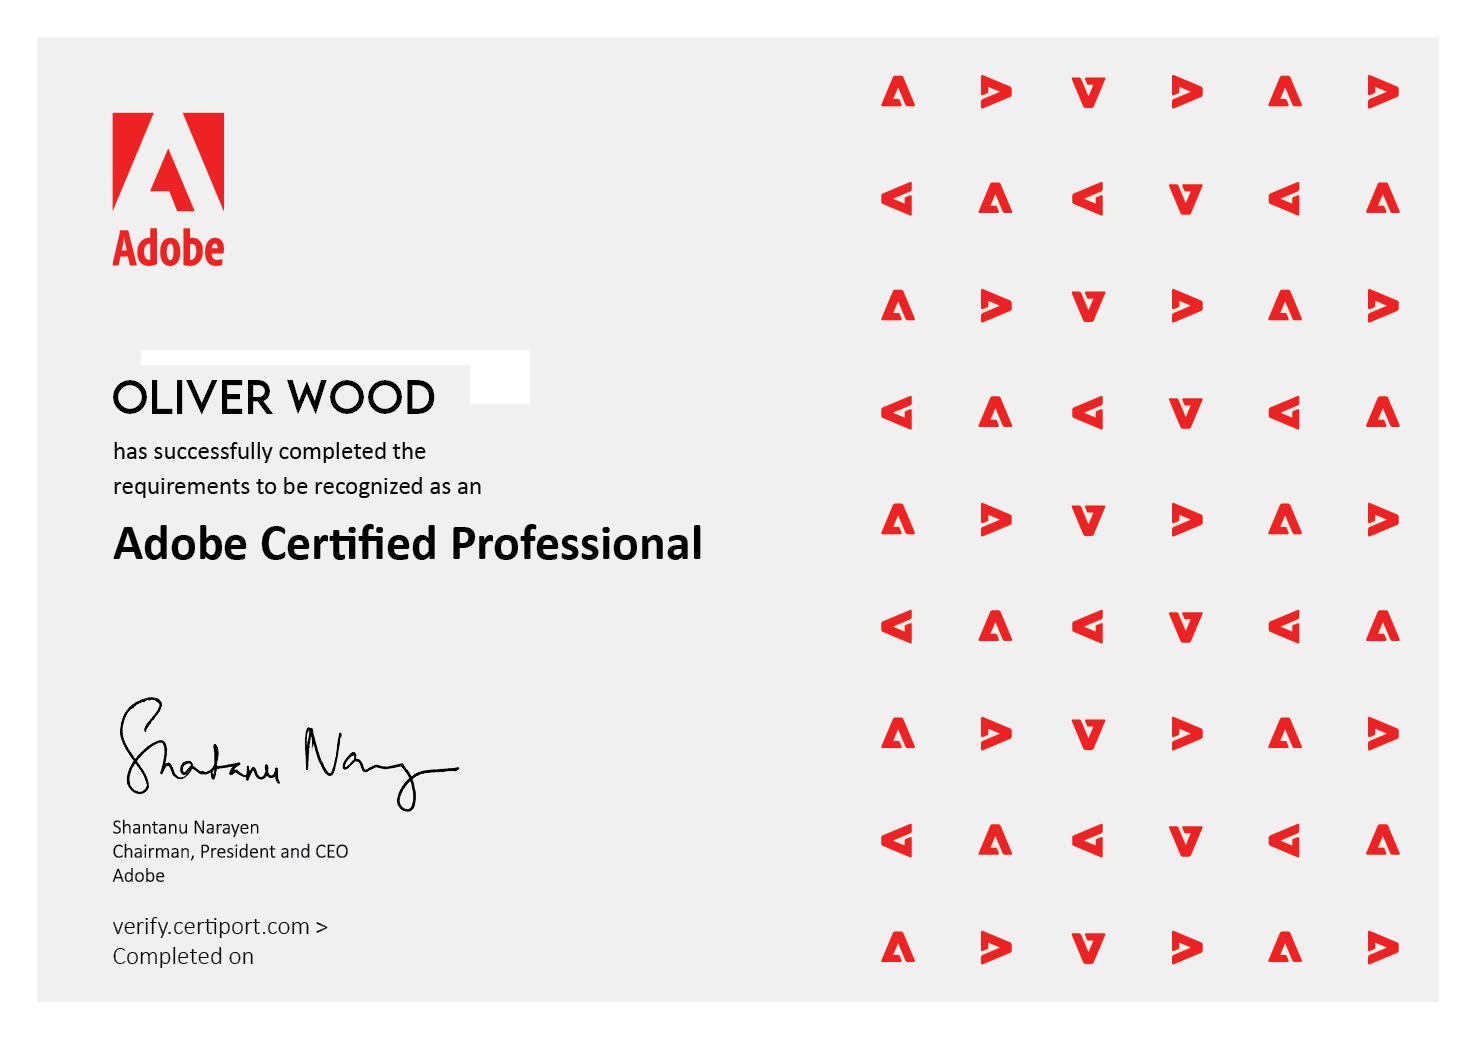 Adobe
OLIVER WOOD
has successfully completed the
requirements to be recognized as an
Adobe Certified Professional
Shantanu Narayen
Shantanu Narayen
Chairman, President and CEO
Adobe
verify.certiport.com >
Completed on